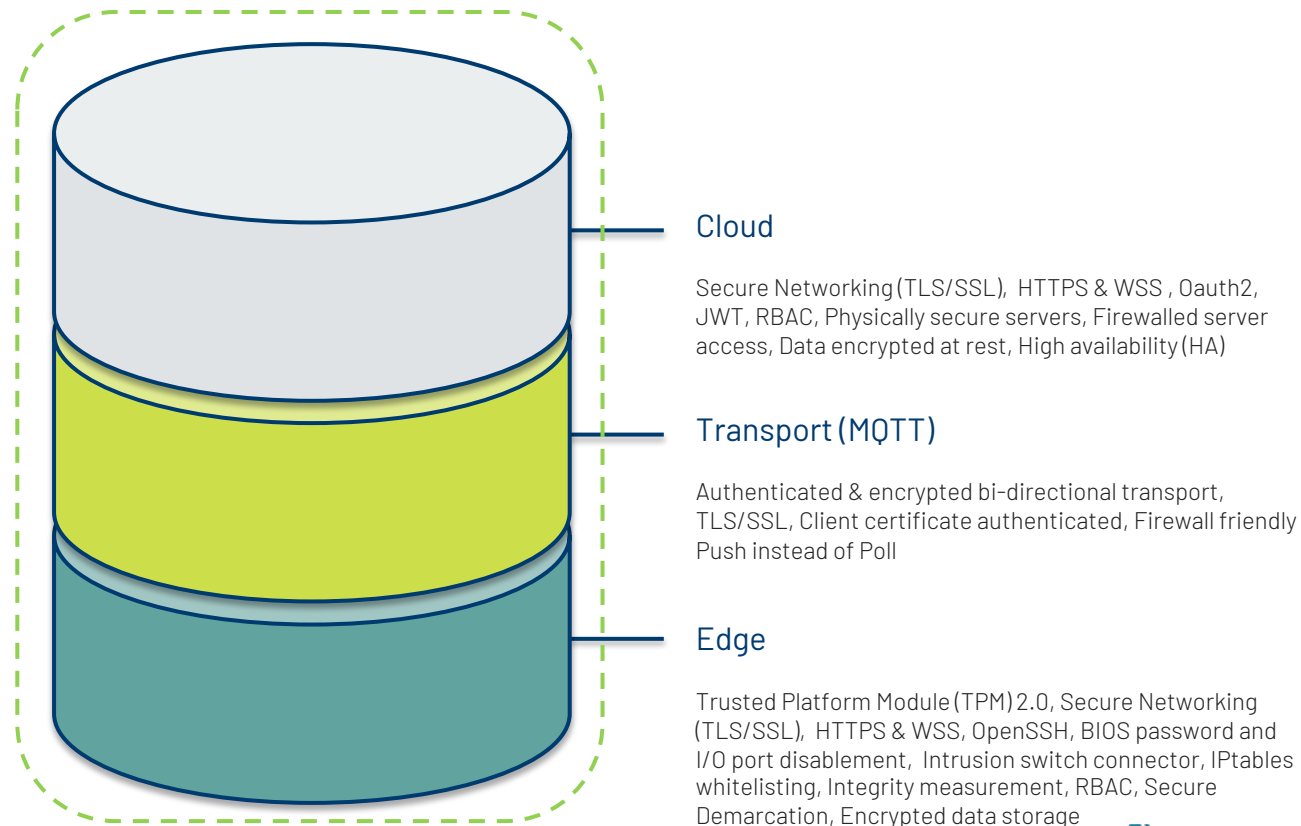 Cloud
Secure Networking (TLS/SSL), HTTPS & WSS , Oauth2,
JWT, RBAC, Physically secure servers, Firewalled server
access, Data encrypted at rest, High availability (HA)
Transport (MQTT)
Authenticated & encrypted bi-directional transport,
TLS/SSL, Client certificate authenticated, Firewall friendly
Push instead of Poll
Edge
Trusted Platform Module (TPM) 2.0, Secure Networking
(TLS/SSL), HTTPS & WSS, OpenSSH, BIOS password and
I/O port disablement, Intrusion switch connector, IPtables
whitelisting, Integrity measurement, RBAC, Secure
Demarcation, Encrypted data storage